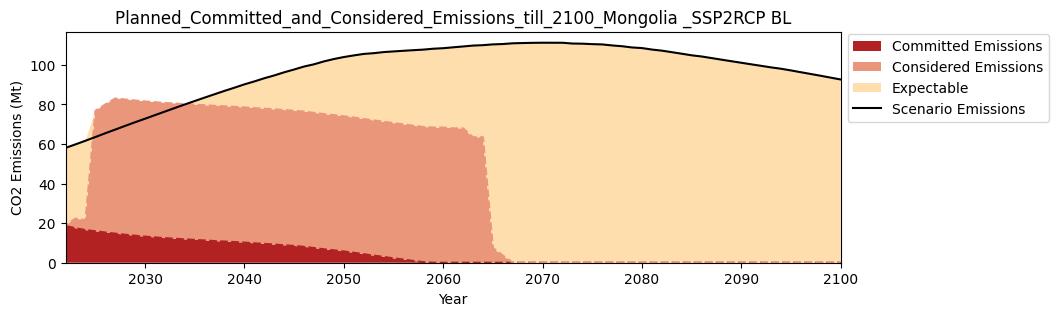 Planned_Committed_and_Considered_Emissions_till_2100_Mongolia _SSP2RCP BL
Committed Emissions
Considered Emissions
Expectable
Scenario Emissions
CO2 Emissions (Mt)
100
80
60
40
20
0
2030
2040
2050
2060
2070
2080
2090
2100
Year